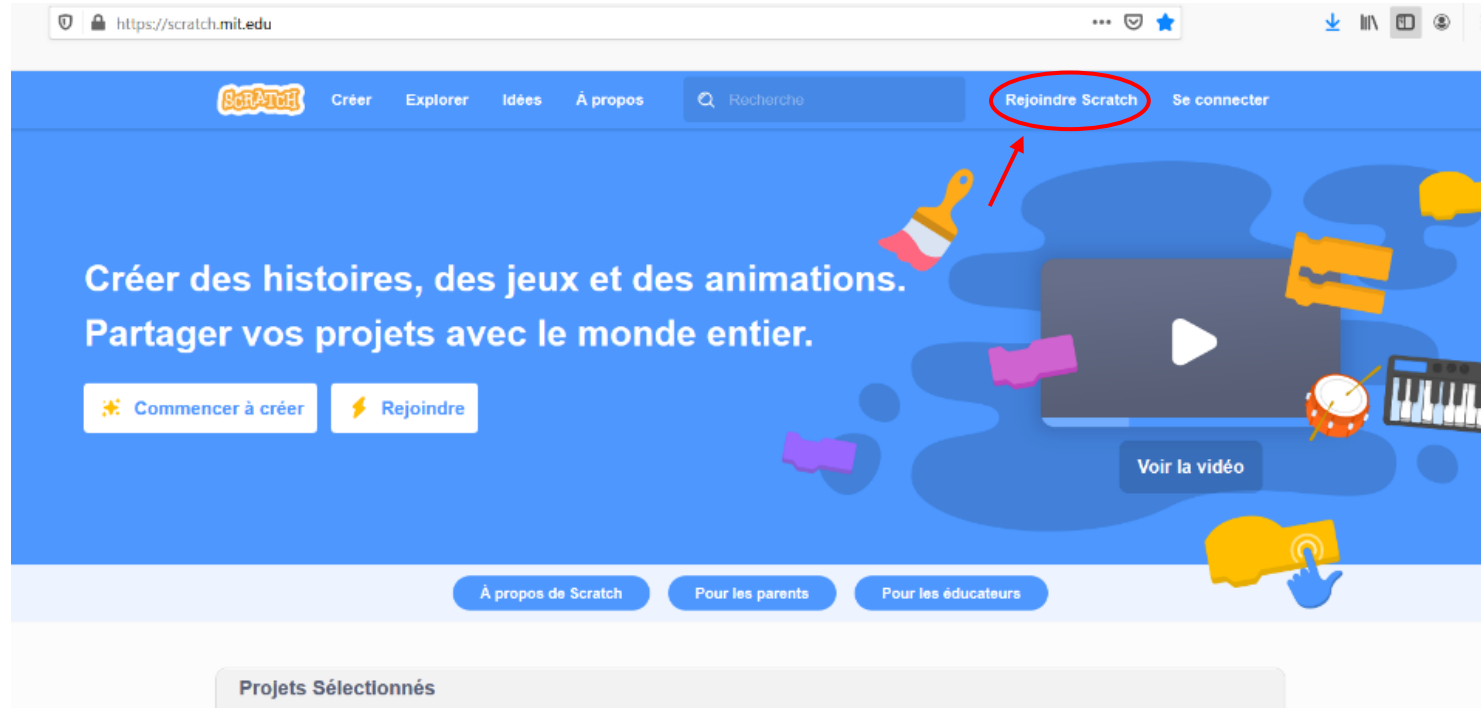 https://scratch.mit.edu
SCRATCH Créer Explorer Idées À propos Recherche Rejoindre Scratch Se connecter
Créer des histoires, des jeux et des animations.
Partager vos projets avec le monde entier.
Commencer à créer Rejoindre
Voir la vidéo
À propos de Scratch Pour les parents Pour les éducateurs
Projets Sélectionnés